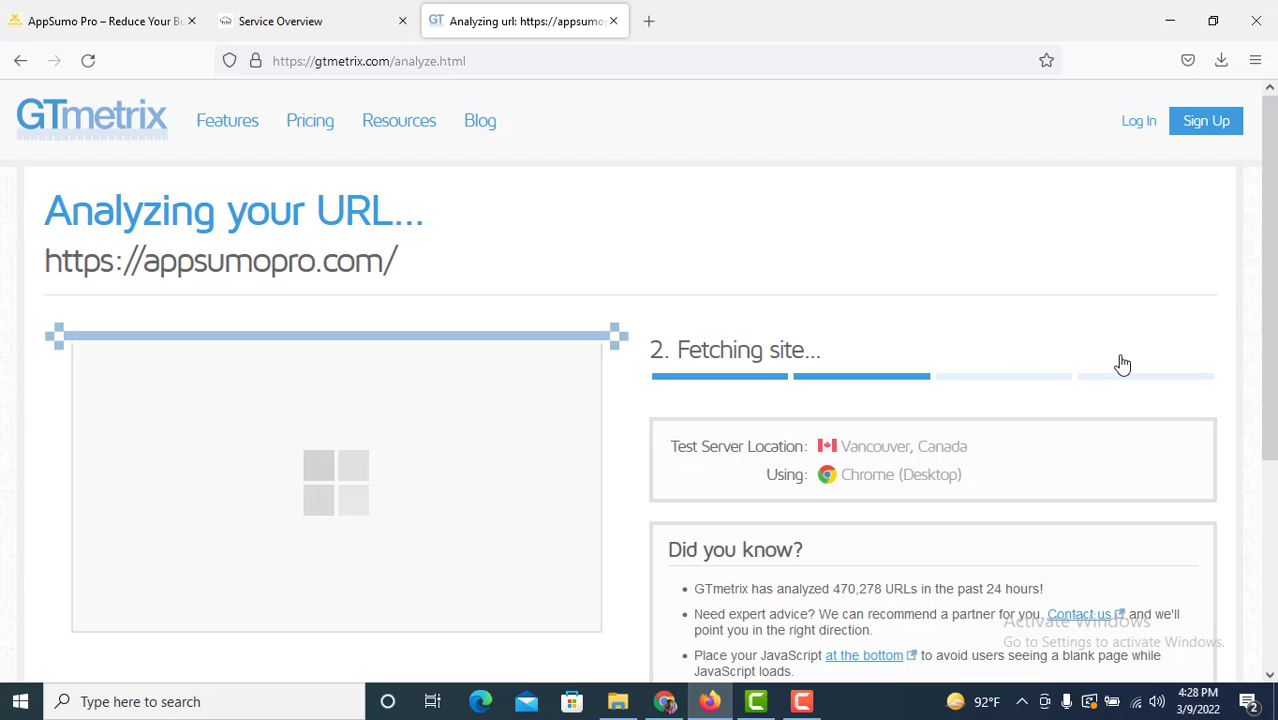 AppSumo Pro – Reduce Your Bu
Service Overview
GT Analyzing url: https://appsumop
https://gtmetrix.com/analyze.html
GTmetrix
Features
Pricing
Resources
Blog
Log In
Sign Up
Analyzing your URL...
https://appsumopro.com/
2. Fetching site...
Test Server Location: Vancouver, Canada
Using: Chrome (Desktop)
Did you know?
• GTmetrix has analyzed 470,278 URLs in the past 24 hours!
• Need expert advice? We can recommend a partner for you. Contact us and we'll
point you in the right direction.
• Place your JavaScript at the bottom to avoid users seeing a blank page while
JavaScript loads.
Activate Windows
Go to Settings to activate Windows.
Type here to search
92°F
4:28 PM
3/9/2022
2